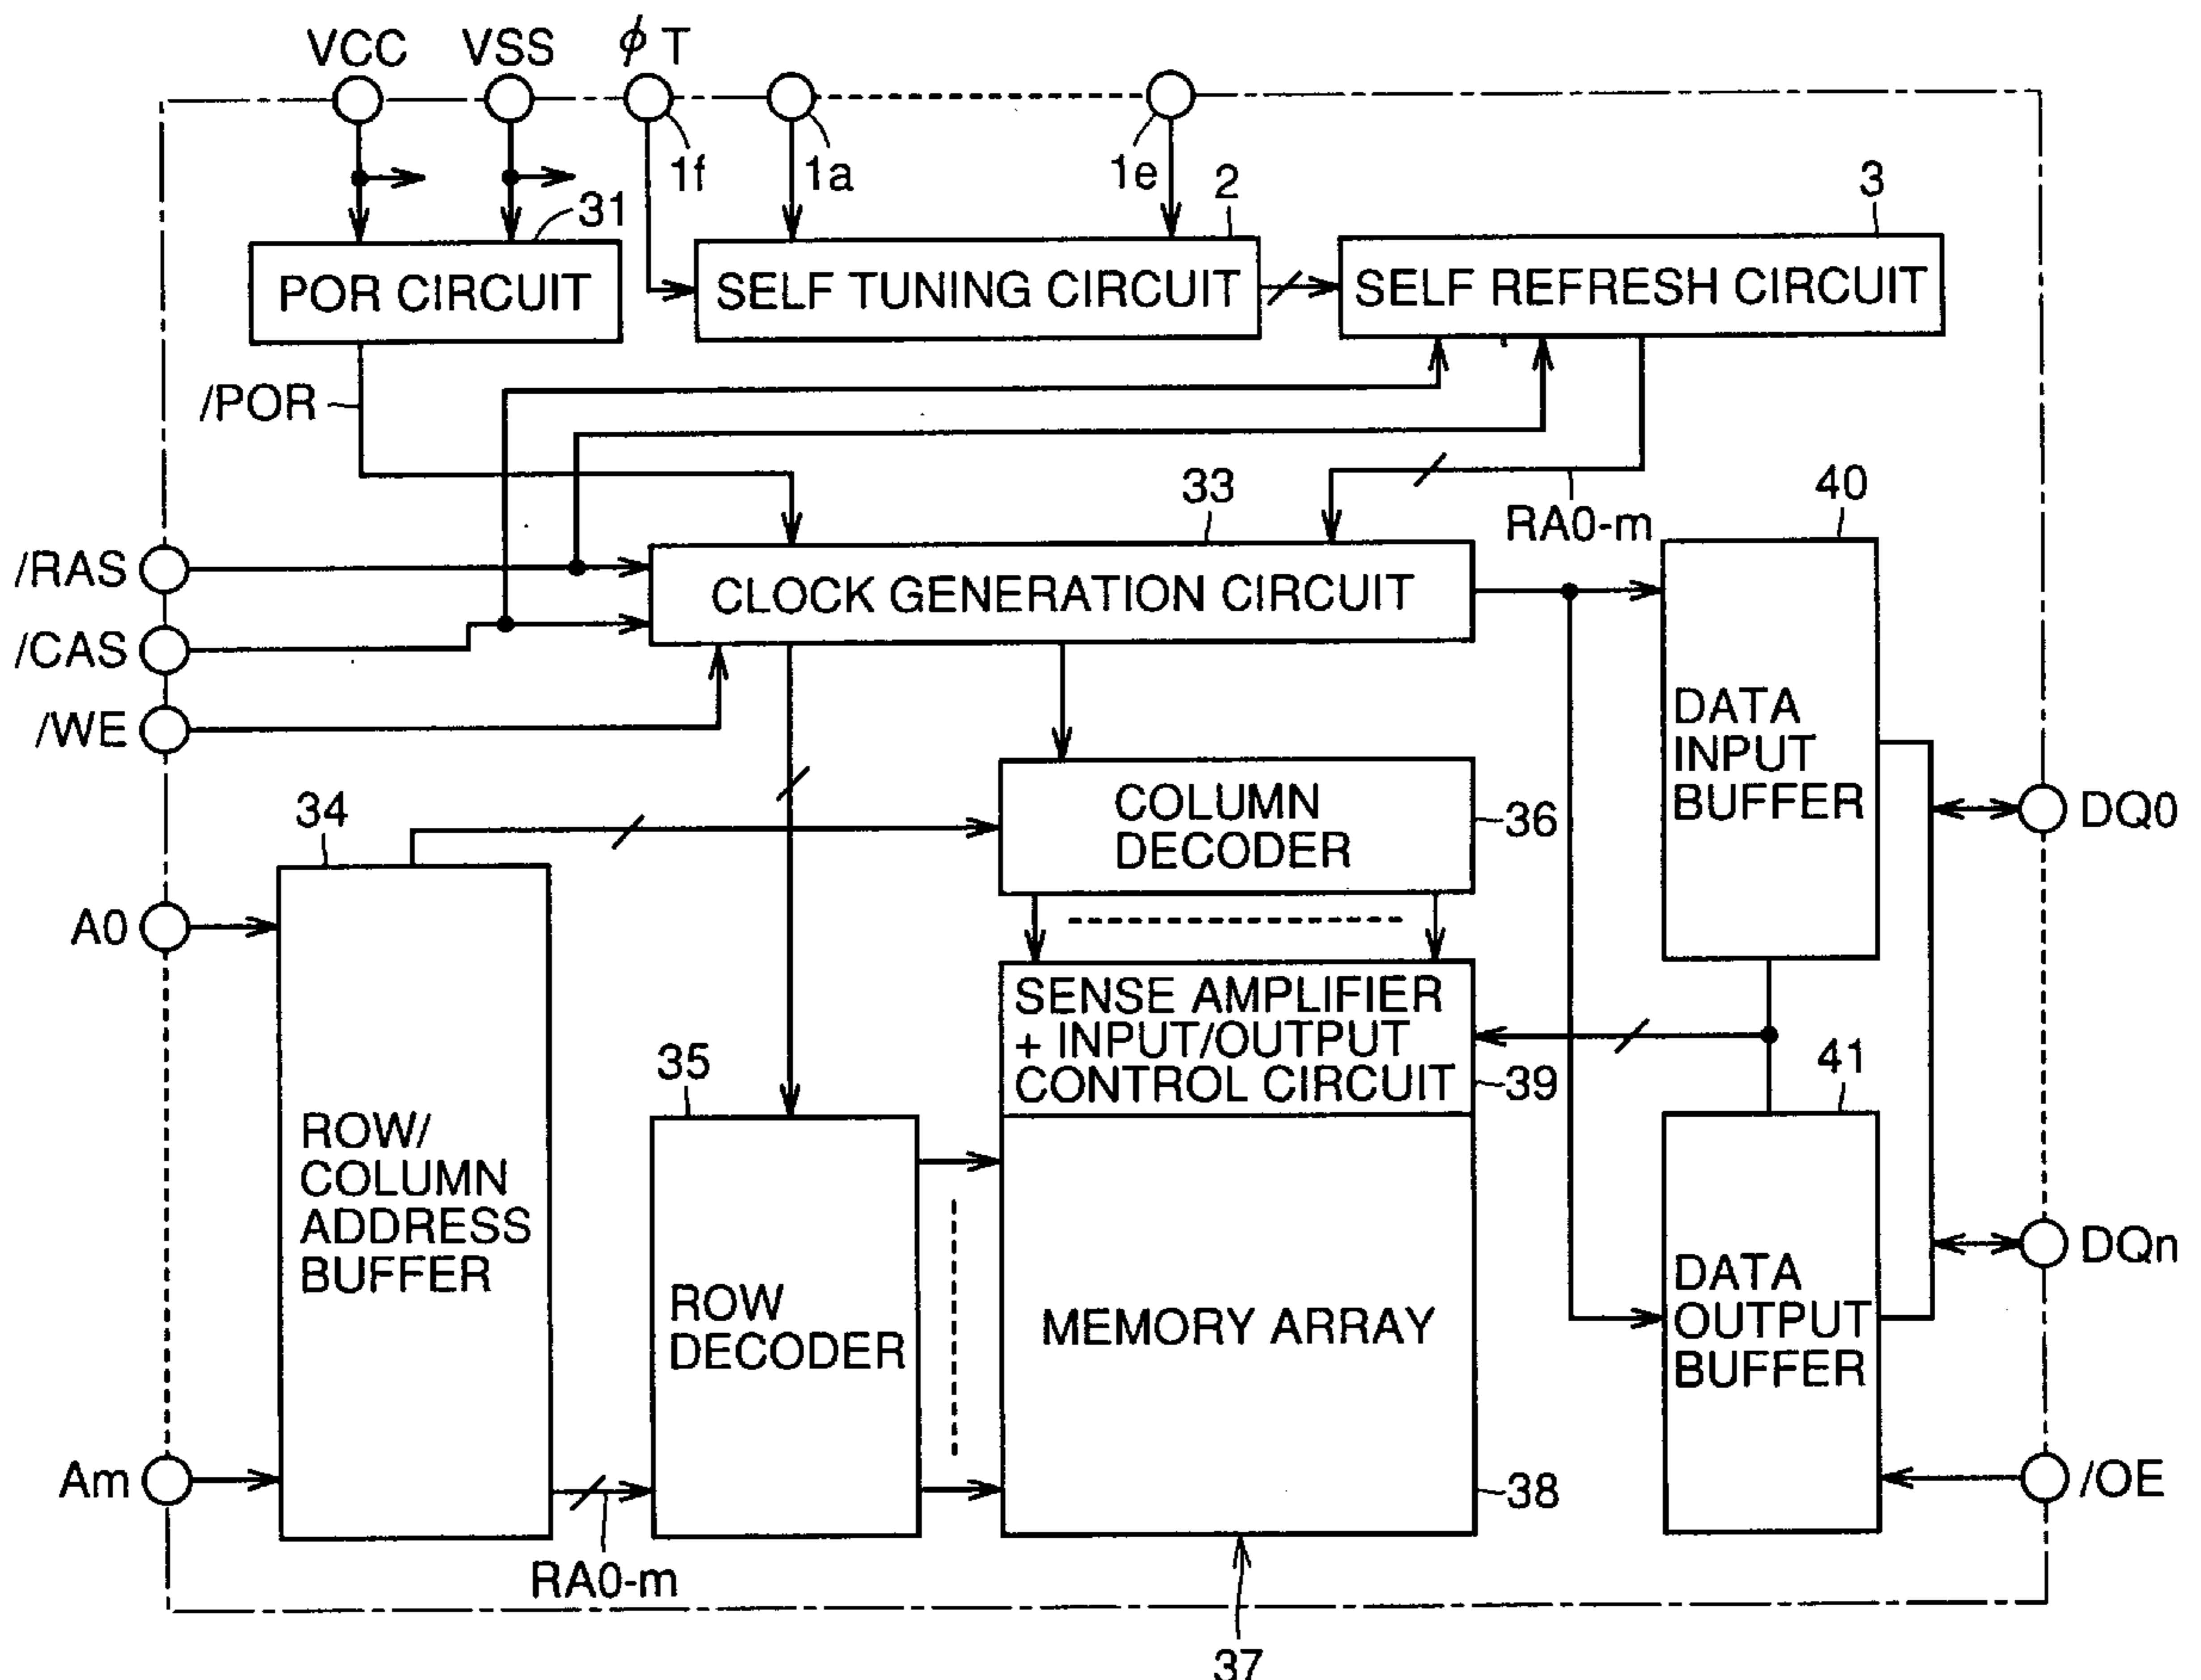 VCC VSS ϕT
1f 1a 1e 2 3
31
POR CIRCUIT
SELF TUNING CIRCUIT
SELF REFRESH CIRCUIT
/POR
33
RA0-m
40
/RAS
CLOCK GENERATION CIRCUIT
/CAS
/WE
DATA
INPUT
BUFFER
34
COLUMN
DECODER
36
DQ0
A0
SENSE AMPLIFIER
+ INPUT/OUTPUT
CONTROL CIRCUIT
39
35
41
ROW/
COLUMN
ADDRESS
BUFFER
DQn
ROW
DECODER
MEMORY ARRAY
DATA
OUTPUT
BUFFER
Am
38
/OE
RA0-m
37